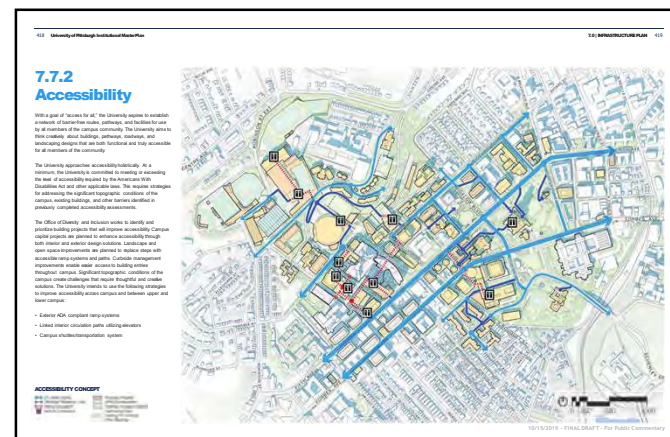 418 University of Pittsburgh Institutional Master Plan
7.0 | INFRASTRUCTURE PLAN 419
7.7.2
Accessibility
With a goal of "access for all," the University aspires to establish
a network of barrier-free routes, pathways, and facilities for use
by all members of the campus community. The University aims to
think creatively about buildings, pathways, roadways, and
landscaping designs that are both functional and truly accessible
for all members of the community.
The University approaches accessibility holistically. At a
minimum, the University is committed to meeting or exceeding
the level of accessibility required by the Americans With
Disabilities Act and other applicable laws. This requires strategies
for addressing the significant topographic conditions of the
campus, existing buildings, and other barriers identified in
previously completed accessibility assessments.
The Office of Diversity and Inclusion works to identify and
prioritize building projects that will improve accessibility Campus
capital projects are planned to enhance accessibility through
both interior and exterior design solutions. Landscape and
open space improvements are planned to replace steps with
accessible ramp systems and paths. Curbside management
improvements enable easier access to building entries
throughout campus. Significant topographic conditions of the
campus create challenges that require thoughtful and creative
solutions. The University intends to use the following strategies
to improve accessibility across campus and between upper and
lower campus:
• Exterior ADA compliant ramp systems
• Linked interior circulation paths utilizing elevators
• Campus shuttles/transportation system
ACCESSIBILITY CONCEPT
10/15/2019 - FINAL DRAFT - For Public Commentary